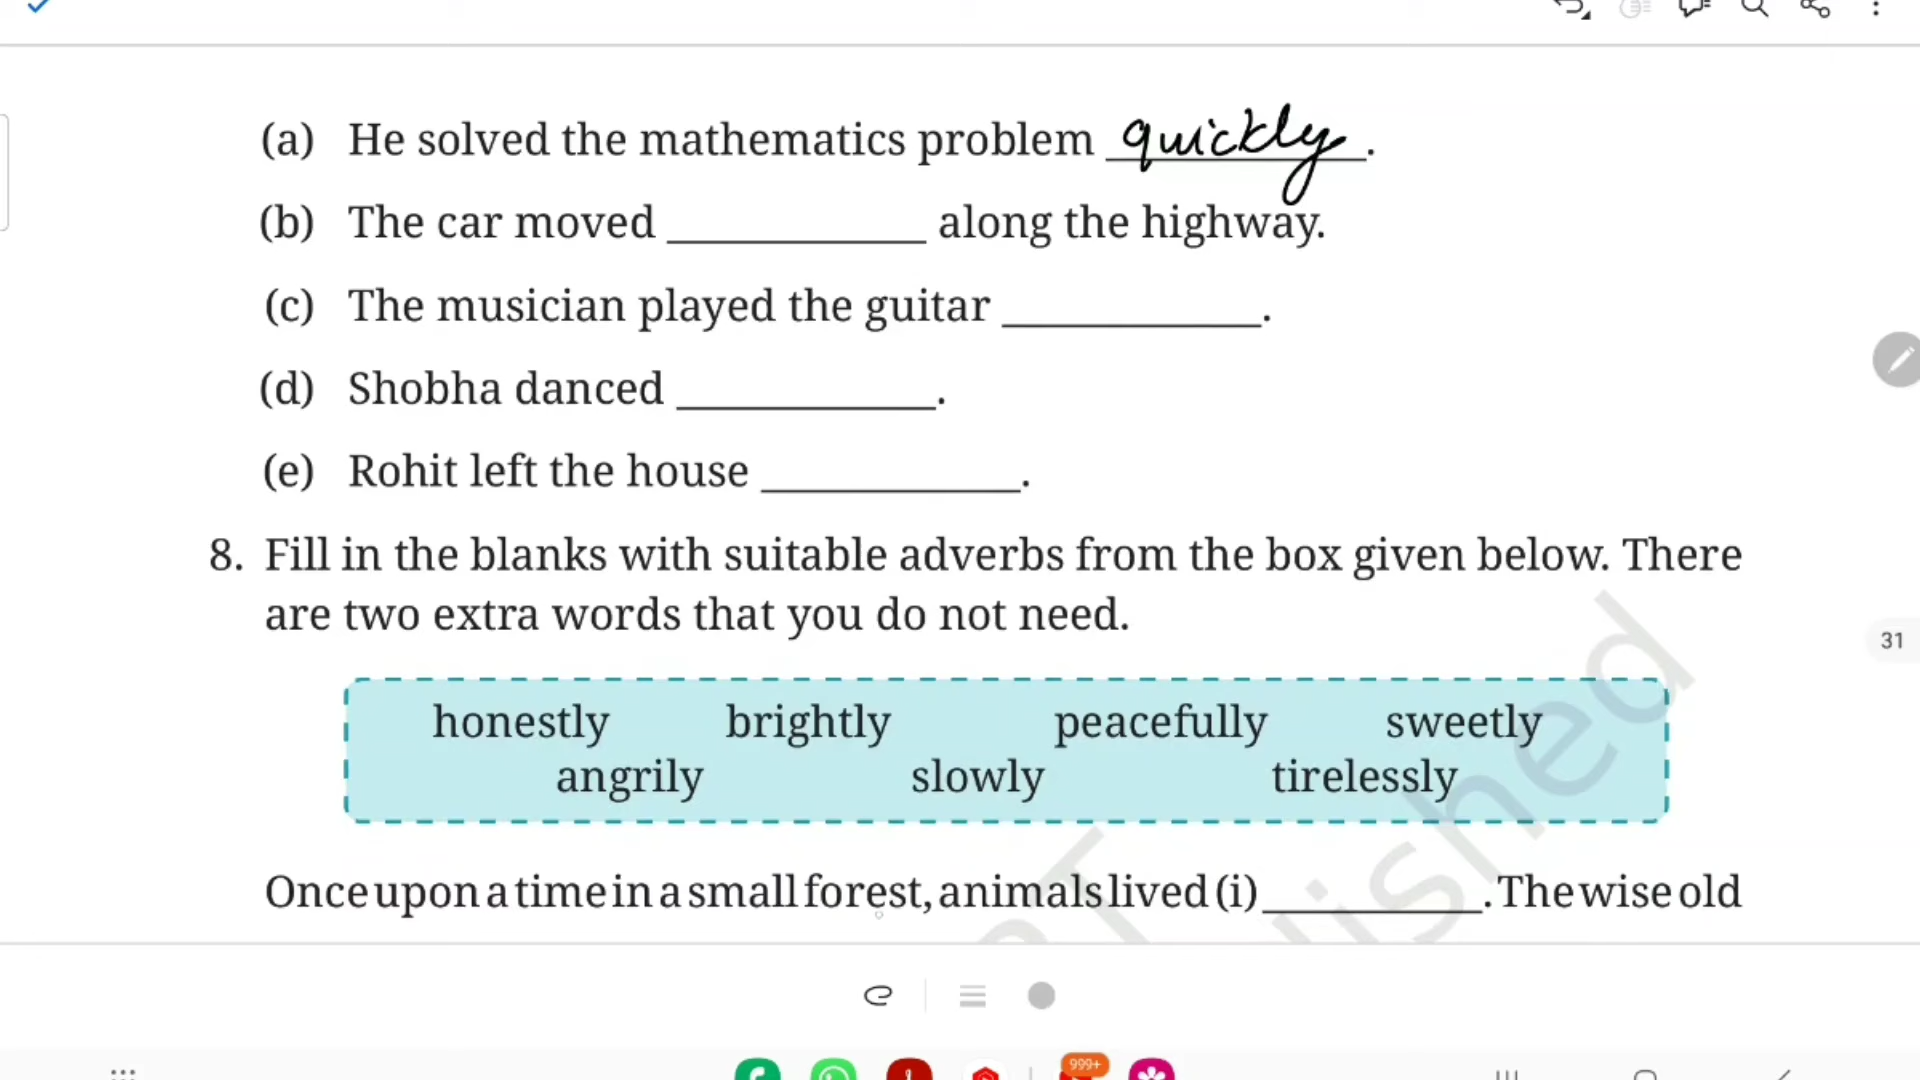 (a) He solved the mathematics problem quickly.
(b) The car moved ____________ along the highway.
(c) The musician played the guitar ____________.
(d) Shobha danced ____________.
(e) Rohit left the house ____________.
8. Fill in the blanks with suitable adverbs from the box given below. There
are two extra words that you do not need.
31
honestly brightly peacefully sweetly
angrily slowly tirelessly
Once upon a time in a small forest, animals lived (i)__________. The wise old
999+